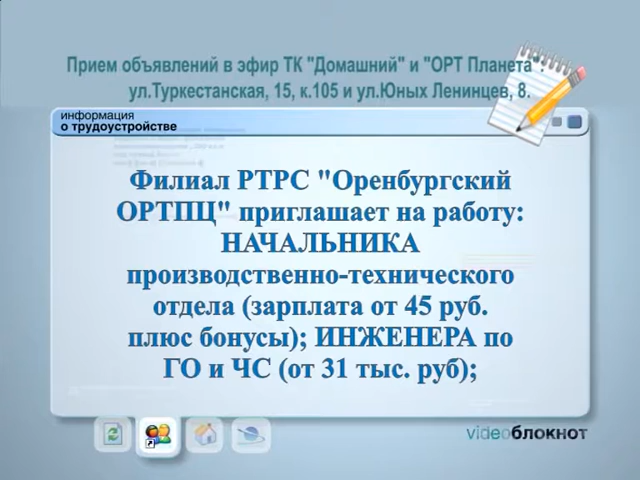 Прием объявлений в эфир ТК "Домашний" и "ОРТ Планета":
ул.Туркестанская, 15, к.105 и ул.Юных Ленинцев, 8.
информация
о трудоустройстве
Филиал РТРС "Оренбургский
ОРТПЦ" приглашает на работу:
НАЧАЛЬНИКА
производственно-технического
отдела (зарплата от 45 руб.
плюс бонусы); ИНЖЕНЕРА по
ГО и ЧС (от 31 тыс. руб);
videoблокнот